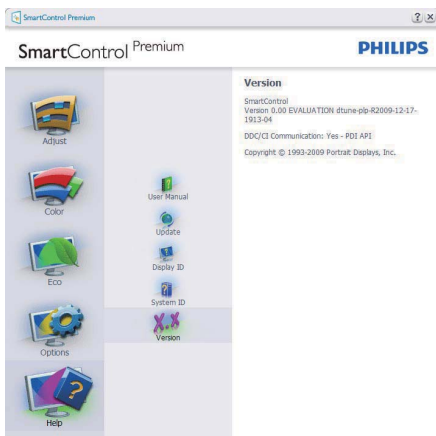 SmartControl Premium
SmartControl Premium
PHILIPS
Adjust
Color
Eco
Options
Help
User Manual
Update
Display ID
System ID
X.X
Version
Version
SmartControl
Version 0.00 EVALUATION dtune-plp-R2009-12-17-
1913-04
DDC/CI Communication: Yes - PDI API
Copyright © 1993-2009 Portrait Displays, Inc.